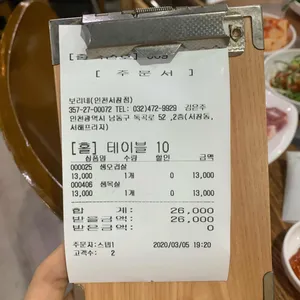 [ 주 문 서 ]
보리네(인천서창점)
357-27-00072 TEL: 032)472-9929 김은주
인천광역시 남동구 독곡로 52 ,2층(서창동,
서해프라자)
[홀] 테이블 10
상품명 수량 할인 금액
000025 생오겹살
13,000 1개 0 13,000
000406 생목살
13,000 1개 0 13,000
합 계: 26,000
받을금액: 26,000
받은금액: 0
주문자:스탭1 2020/03/05 19:20
고객수: 2